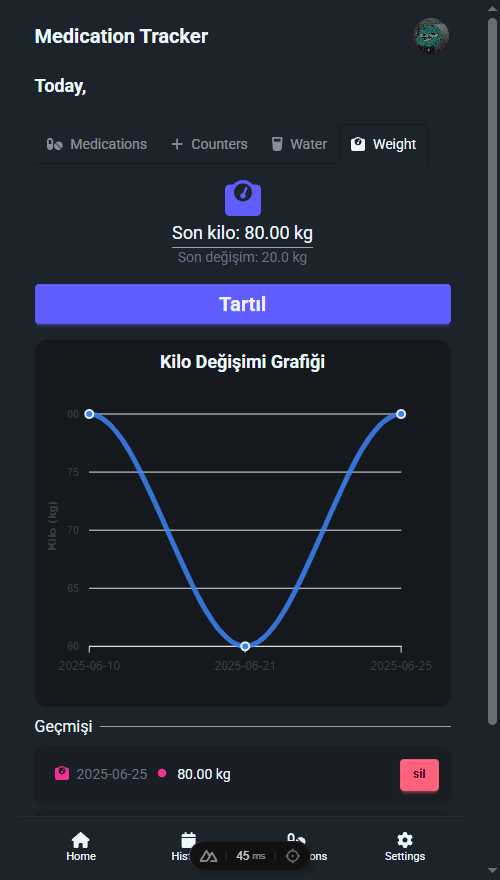 Medication Tracker
Today,
Medications Counters Water Weight
Son kilo: 80.00 kg
Son değişim: 20.0 kg
Tartıl
Kilo Değişimi Grafiği
80
75
70
65
60
Kilo (kg)
2025-06-10 2025-06-21 2025-06-25
Geçmişi
2025-06-25 80.00 kg sil
Home Hist ons Settings
45 ms